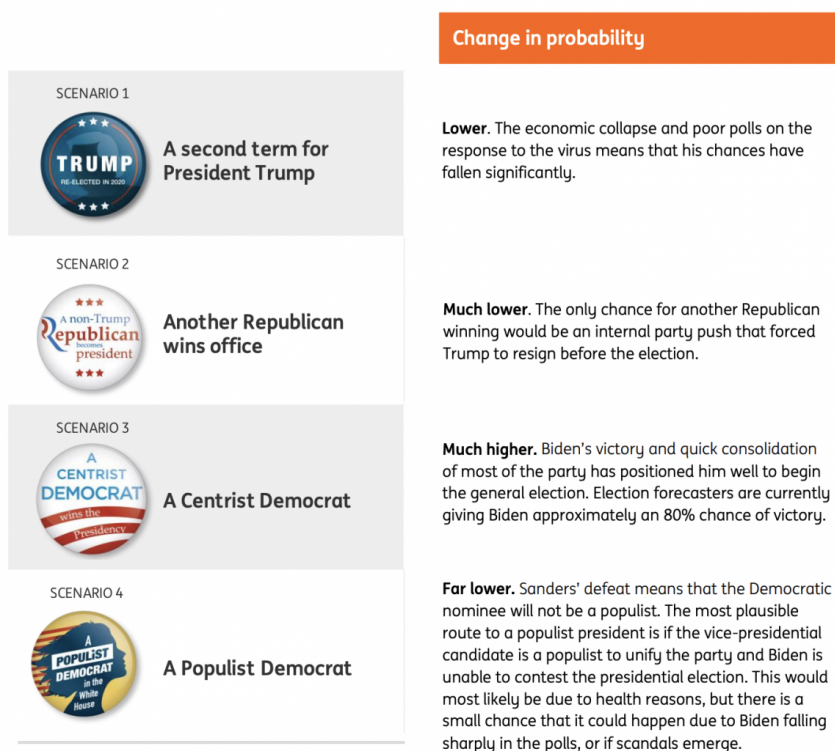 Change in probability
SCENARIO 1
TRUMP
RE-ELECTED IN 2020
A second term for
President Trump
Lower. The economic collapse and poor polls on the
response to the virus means that his chances have
fallen significantly.
SCENARIO 2
A non-Trump
Republican
becomes
president
Another Republican
wins office
Much lower. The only chance for another Republican
winning would be an internal party push that forced
Trump to resign before the election.
SCENARIO 3
A
CENTRIST
DEMOCRAT
wins the
Presidency
A Centrist Democrat
Much higher. Biden's victory and quick consolidation
of most of the party has positioned him well to begin
the general election. Election forecasters are currently
giving Biden approximately an 80% chance of victory.
SCENARIO 4
A
POPULIST
DEMOCRAT
in the
White
House
A Populist Democrat
Far lower. Sanders' defeat means that the Democratic
nominee will not be a populist. The most plausible
route to a populist president is if the vice-presidential
candidate is a populist to unify the party and Biden is
unable to contest the presidential election. This would
most likely be due to health reasons, but there is a
small chance that it could happen due to Biden falling
sharply in the polls, or if scandals emerge.